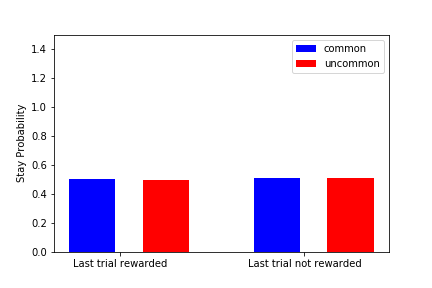 1.4
1.2
1.0
0.8
0.6
0.4
0.2
0.0
Stay Probability
common
uncommon
Last trial rewarded
Last trial not rewarded